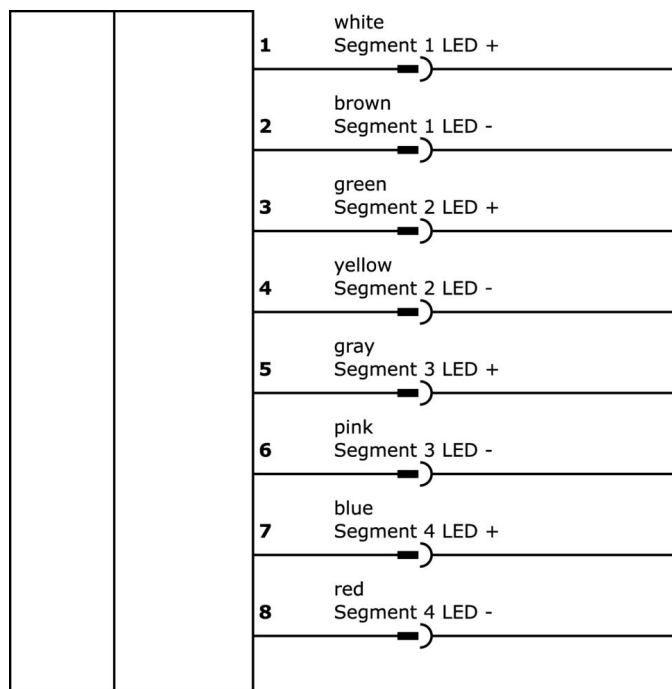 white
1 Segment 1 LED +
brown
2 Segment 1 LED -
green
3 Segment 2 LED +
yellow
4 Segment 2 LED -
gray
5 Segment 3 LED +
pink
6 Segment 3 LED -
blue
7 Segment 4 LED +
red
8 Segment 4 LED -